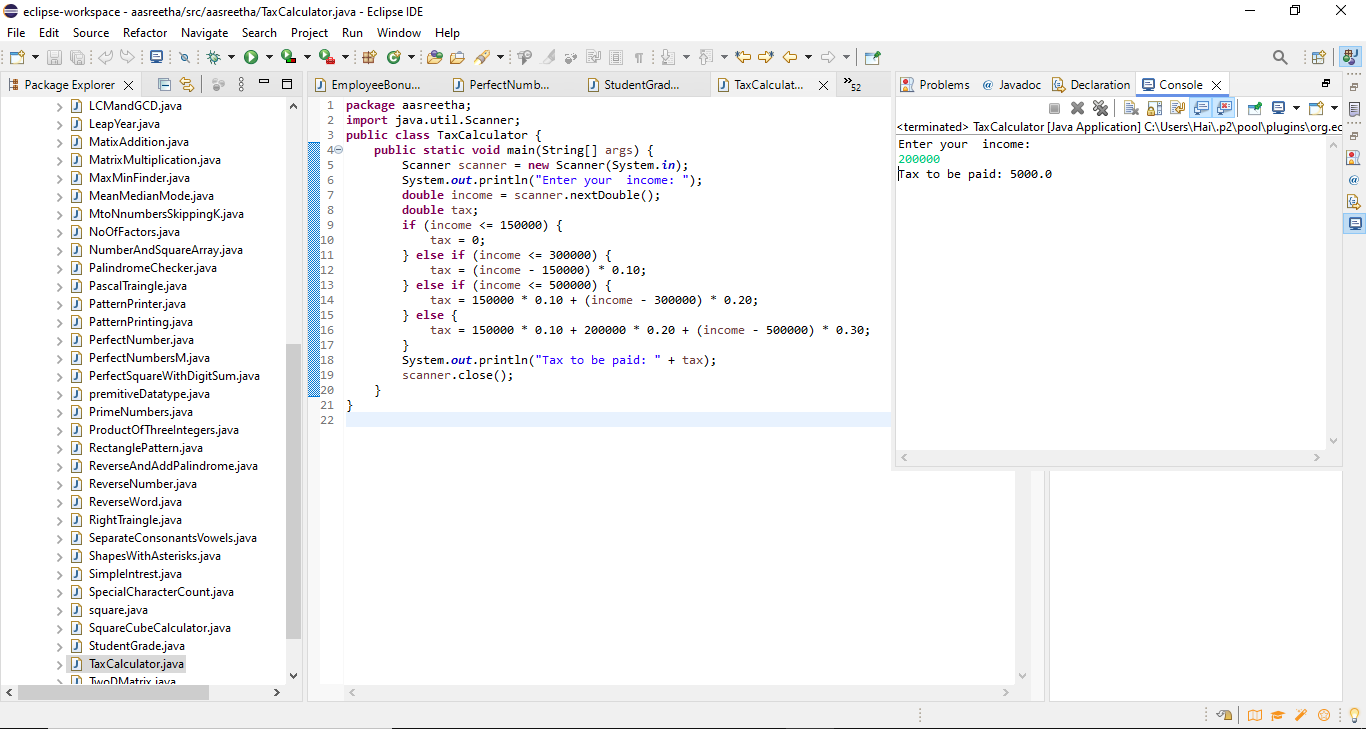 eclipse-workspace - aasreetha/src/aasreetha/TaxCalculator.java - Eclipse IDE
File Edit Source Refactor Navigate Search Project Run Window Help
Package Explorer
LCMandGCD.java
LeapYear.java
MatixAddition.java
MatrixMultiplication.java
MaxMinFinder.java
MeanMedianMode.java
MtoNnumbersSkippingK.java
NoOfFactors.java
NumberAndSquareArray.java
PalindromeChecker.java
PascalTraingle.java
PatternPrinter.java
PatternPrinting.java
PerfectNumber.java
PerfectNumbersM.java
PerfectSquareWithDigitSum.java
premitiveDatatype.java
PrimeNumbers.java
ProductOfThreeIntegers.java
RectanglePattern.java
ReverseAndAddPalindrome.java
ReverseNumber.java
ReverseWord.java
RightTraingle.java
SeparateConsonantsVowels.java
ShapesWithAsterisks.java
SimpleIntrest.java
SpecialCharacterCount.java
square.java
SquareCubeCalculator.java
StudentGrade.java
TaxCalculator.java
TwoDMatrix.java
EmployeeBonu... PerfectNumb... StudentGrad... TaxCalculat... »52
1 package aasreetha;
2 import java.util.Scanner;
3 public class TaxCalculator {
4 public static void main(String[] args) {
5 Scanner scanner = new Scanner(System.in);
6 System.out.println("Enter your  income: ");
7 double income = scanner.nextDouble();
8 double tax;
9 if (income <= 150000) {
10 tax = 0;
11 } else if (income <= 300000) {
12 tax = (income - 150000) * 0.10;
13 } else if (income <= 500000) {
14 tax = 150000 * 0.10 + (income - 300000) * 0.20;
15 } else {
16 tax = 150000 * 0.10 + 200000 * 0.20 + (income - 500000) * 0.30;
17 }
18 System.out.println("Tax to be paid: " + tax);
19 scanner.close();
20 }
21 }
22
Problems @ Javadoc Declaration Console
<terminated> TaxCalculator [Java Application] C:\Users\Hai\.p2\pool\plugins\org.ec
Enter your  income:
200000
Tax to be paid: 5000.0